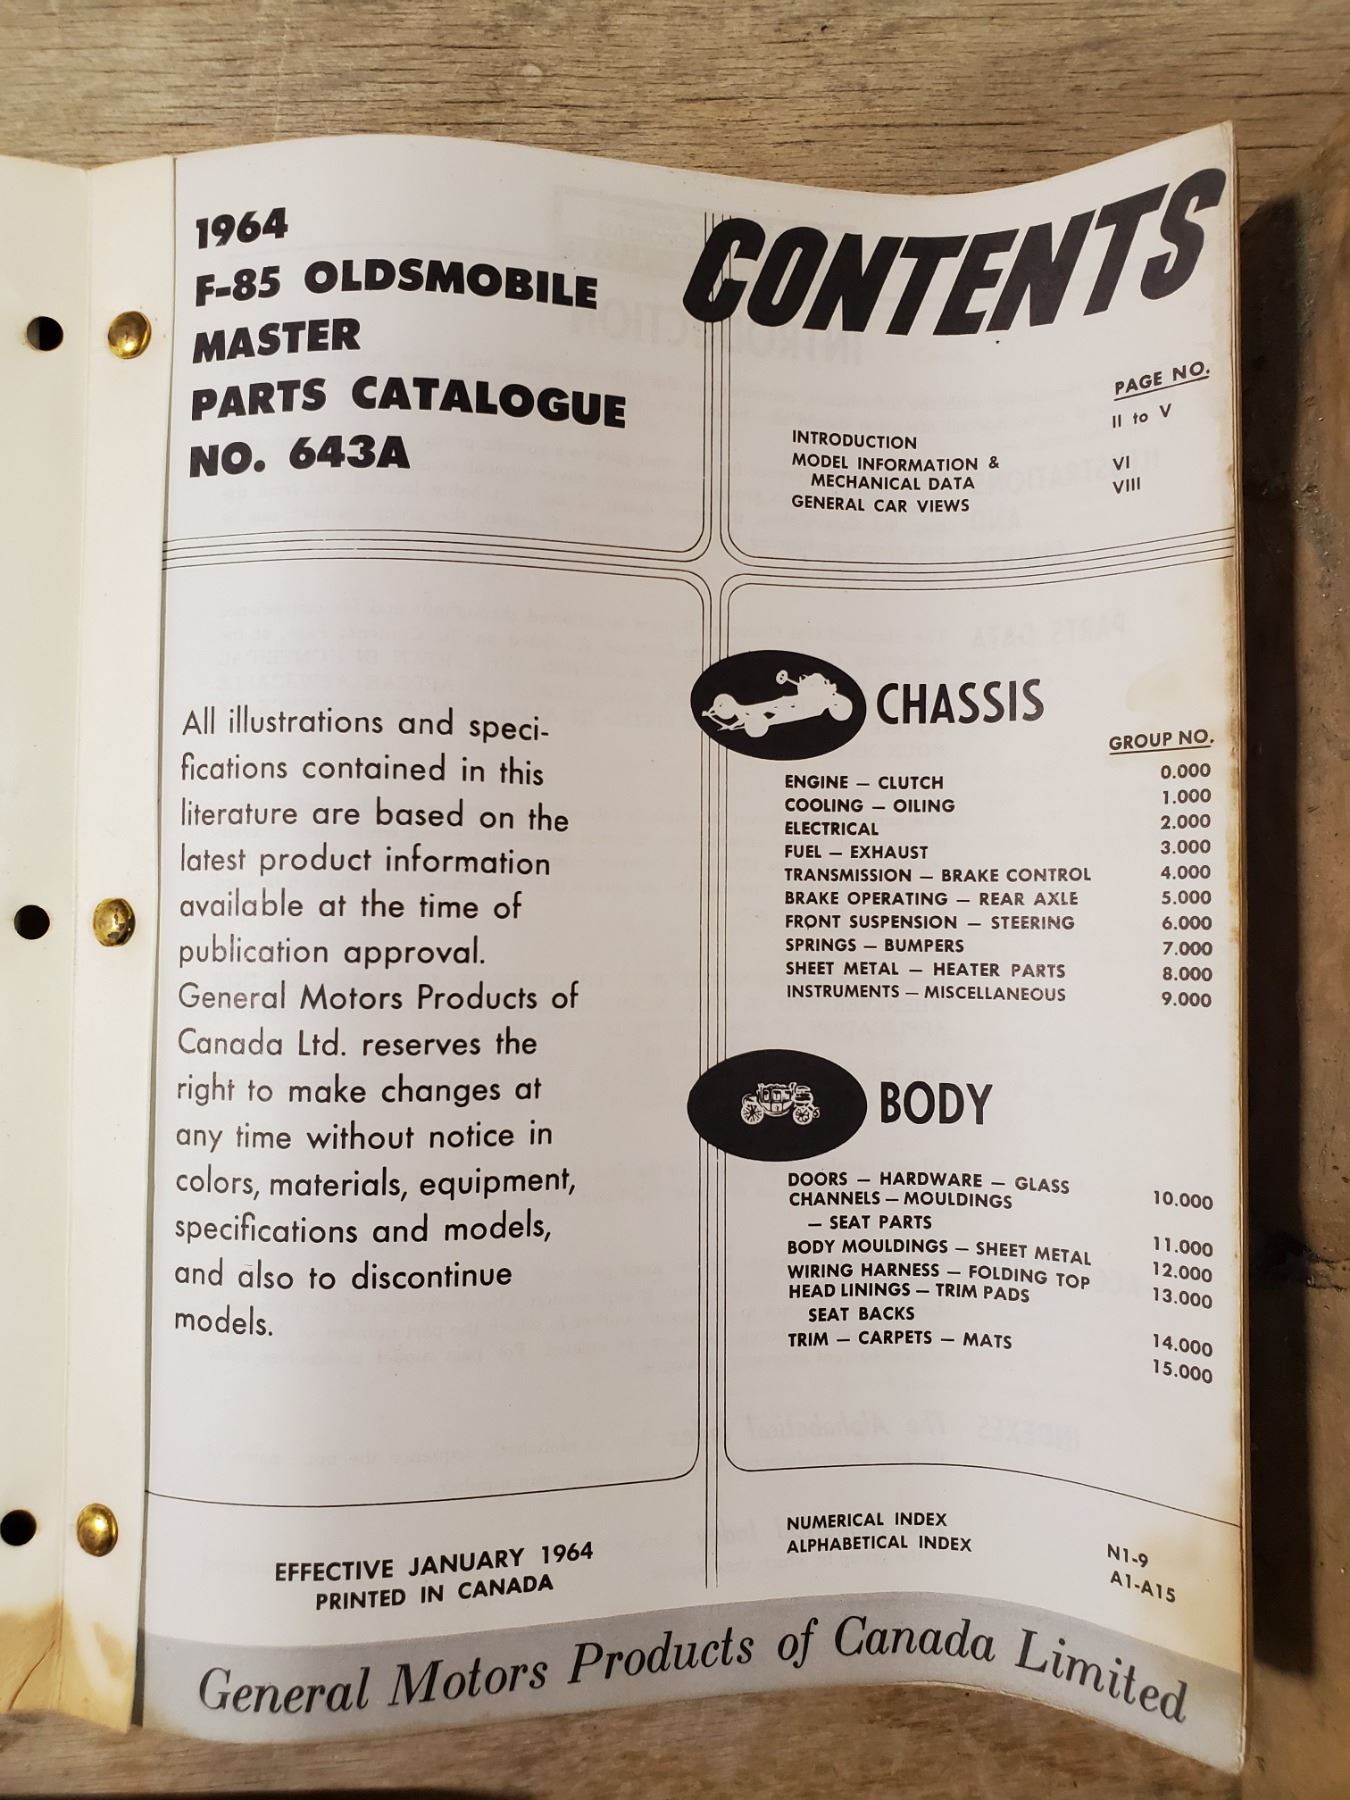 1964
F-85 OLDSMOBILE
MASTER
PARTS CATALOGUE
NO. 643A
CONTENTS
PAGE NO.
INTRODUCTION II to V
MODEL INFORMATION &
MECHANICAL DATA VI
GENERAL CAR VIEWS VIII
All illustrations and speci-
fications contained in this
literature are based on the
latest product information
available at the time of
publication approval.
General Motors Products of
Canada Ltd. reserves the
right to make changes at
any time without notice in
colors, materials, equipment,
specifications and models,
and also to discontinue
models.
CHASSIS
GROUP NO.
ENGINE — CLUTCH 0.000
COOLING — OILING 1.000
ELECTRICAL 2.000
FUEL — EXHAUST 3.000
TRANSMISSION — BRAKE CONTROL 4.000
BRAKE OPERATING — REAR AXLE 5.000
FRONT SUSPENSION — STEERING 6.000
SPRINGS — BUMPERS 7.000
SHEET METAL — HEATER PARTS 8.000
INSTRUMENTS — MISCELLANEOUS 9.000
BODY
DOORS — HARDWARE — GLASS 10.000
CHANNELS — MOULDINGS
— SEAT PARTS 11.000
BODY MOULDINGS — SHEET METAL 12.000
WIRING HARNESS — FOLDING TOP 13.000
HEAD LININGS — TRIM PADS
SEAT BACKS 14.000
TRIM — CARPETS — MATS 15.000
EFFECTIVE JANUARY 1964
PRINTED IN CANADA
NUMERICAL INDEX N1-9
ALPHABETICAL INDEX A1-A15
General Motors Products of Canada Limited